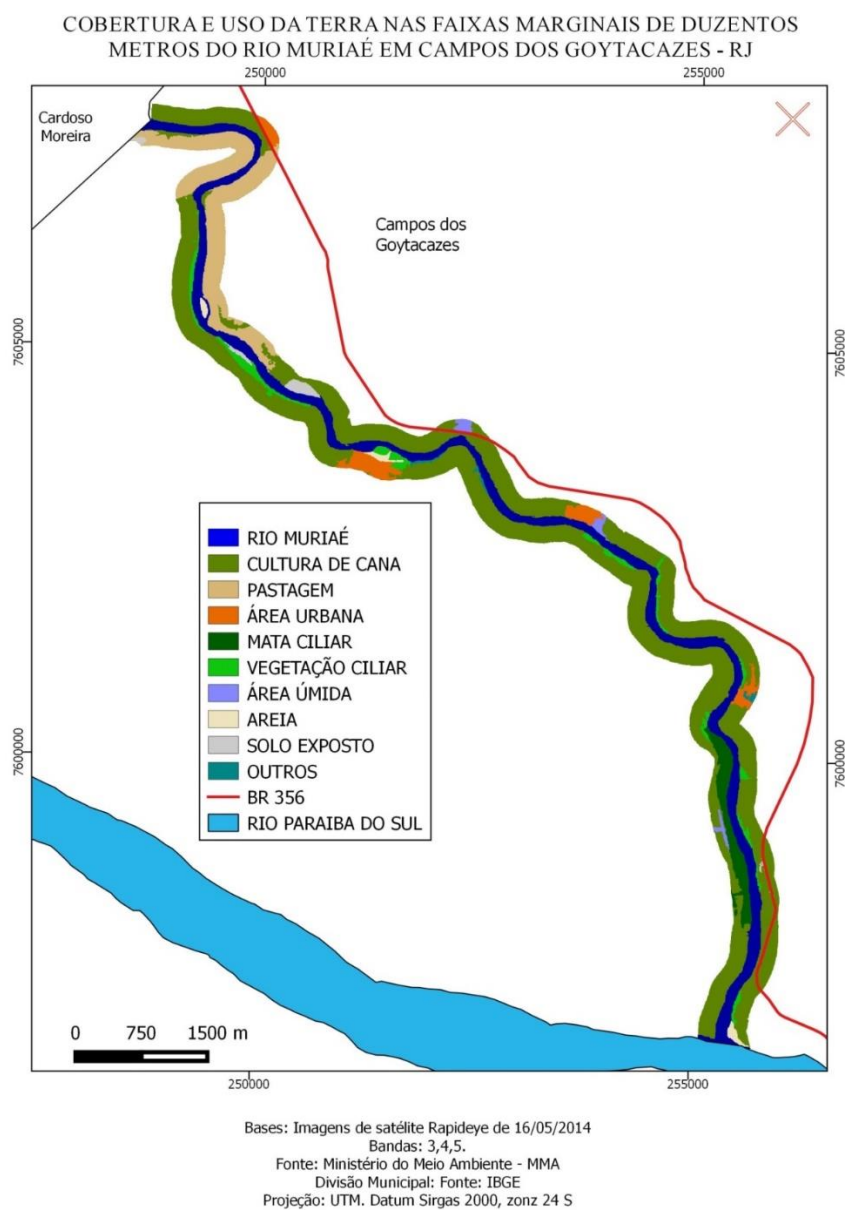 COBERTURA E USO DA TERRA NAS FAIXAS MARGINAIS DE DUZENTOS
METROS DO RIO MURIAÉ EM CAMPOS DOS GOYTACAZES - RJ
250000
255000
Cardoso
Moreira
Campos dos
Goytacazes
7605000
7605000
RIO MURIAÉ
CULTURA DE CANA
PASTAGEM
ÁREA URBANA
MATA CILIAR
VEGETAÇÃO CILIAR
ÁREA ÚMIDA
AREIA
SOLO EXPOSTO
OUTROS
BR 356
RIO PARAIBA DO SUL
7600000
7600000
0 750 1500 m
250000
255000
Bases: Imagens de satélite Rapideye de 16/05/2014
Bandas: 3,4,5.
Fonte: Ministério do Meio Ambiente - MMA
Divisão Municipal: Fonte: IBGE
Projeção: UTM. Datum Sirgas 2000, zonz 24 S